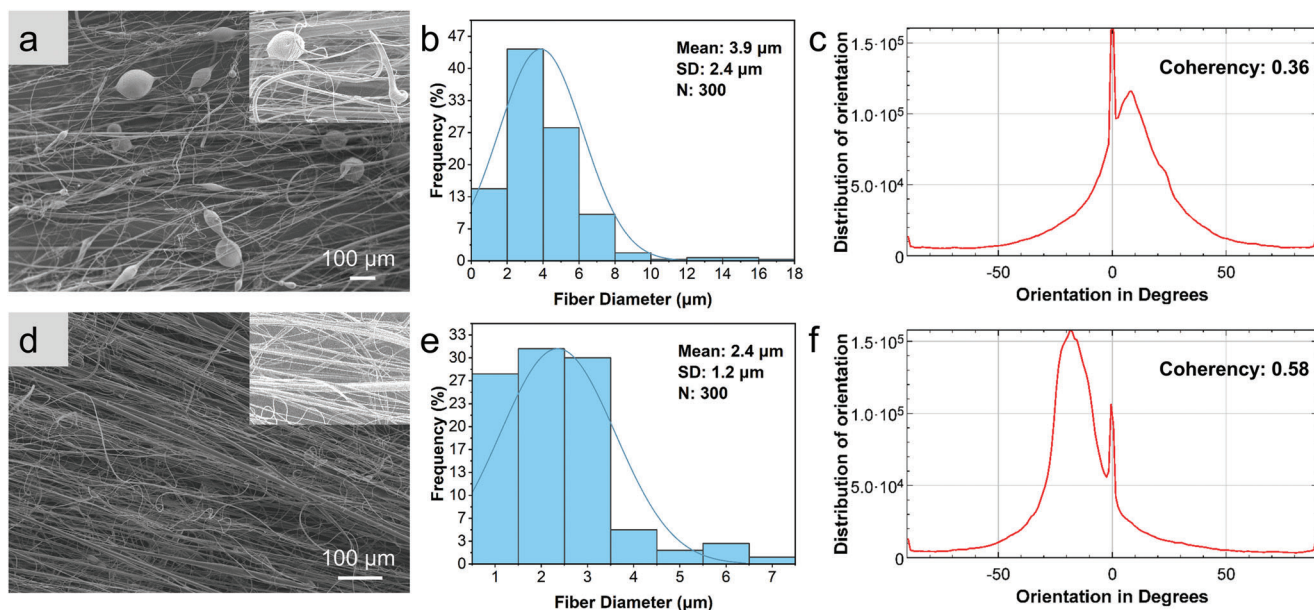 a
100 µm
b
Mean: 3.9 µm
SD: 2.4 µm
N: 300
47
44
40
33
27
20
13
7
0
0 2 4 6 8 10 12 14 16 18
Frequency (%)
Fiber Diameter (µm)
c
Coherency: 0.36
1.5·10⁵
1.0·10⁵
5.0·10⁴
0
-50 0 50
Distribution of orientation
Orientation in Degrees
d
100 µm
e
Mean: 2.4 µm
SD: 1.2 µm
N: 300
33
30
27
23
20
17
13
10
7
3
0
1 2 3 4 5 6 7
Frequency (%)
Fiber Diameter (µm)
f
Coherency: 0.58
1.5·10⁵
1.0·10⁵
5.0·10⁴
0
-50 0 50
Distribution of orientation
Orientation in Degrees